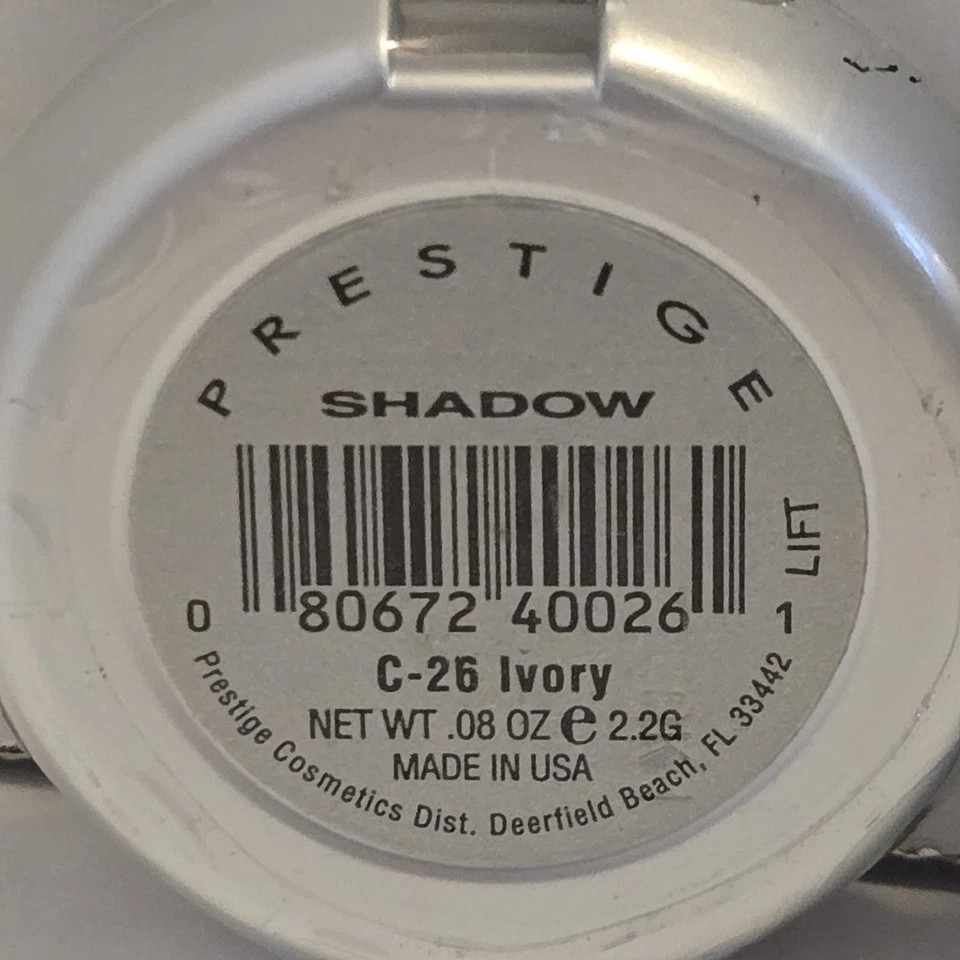 PRESTIGE
SHADOW
LIFT
0 80672 40026 1
C-26 Ivory
NET WT .08 OZ e 2.2G
MADE IN USA
Prestige Cosmetics Dist. Deerfield Beach, FL 33442